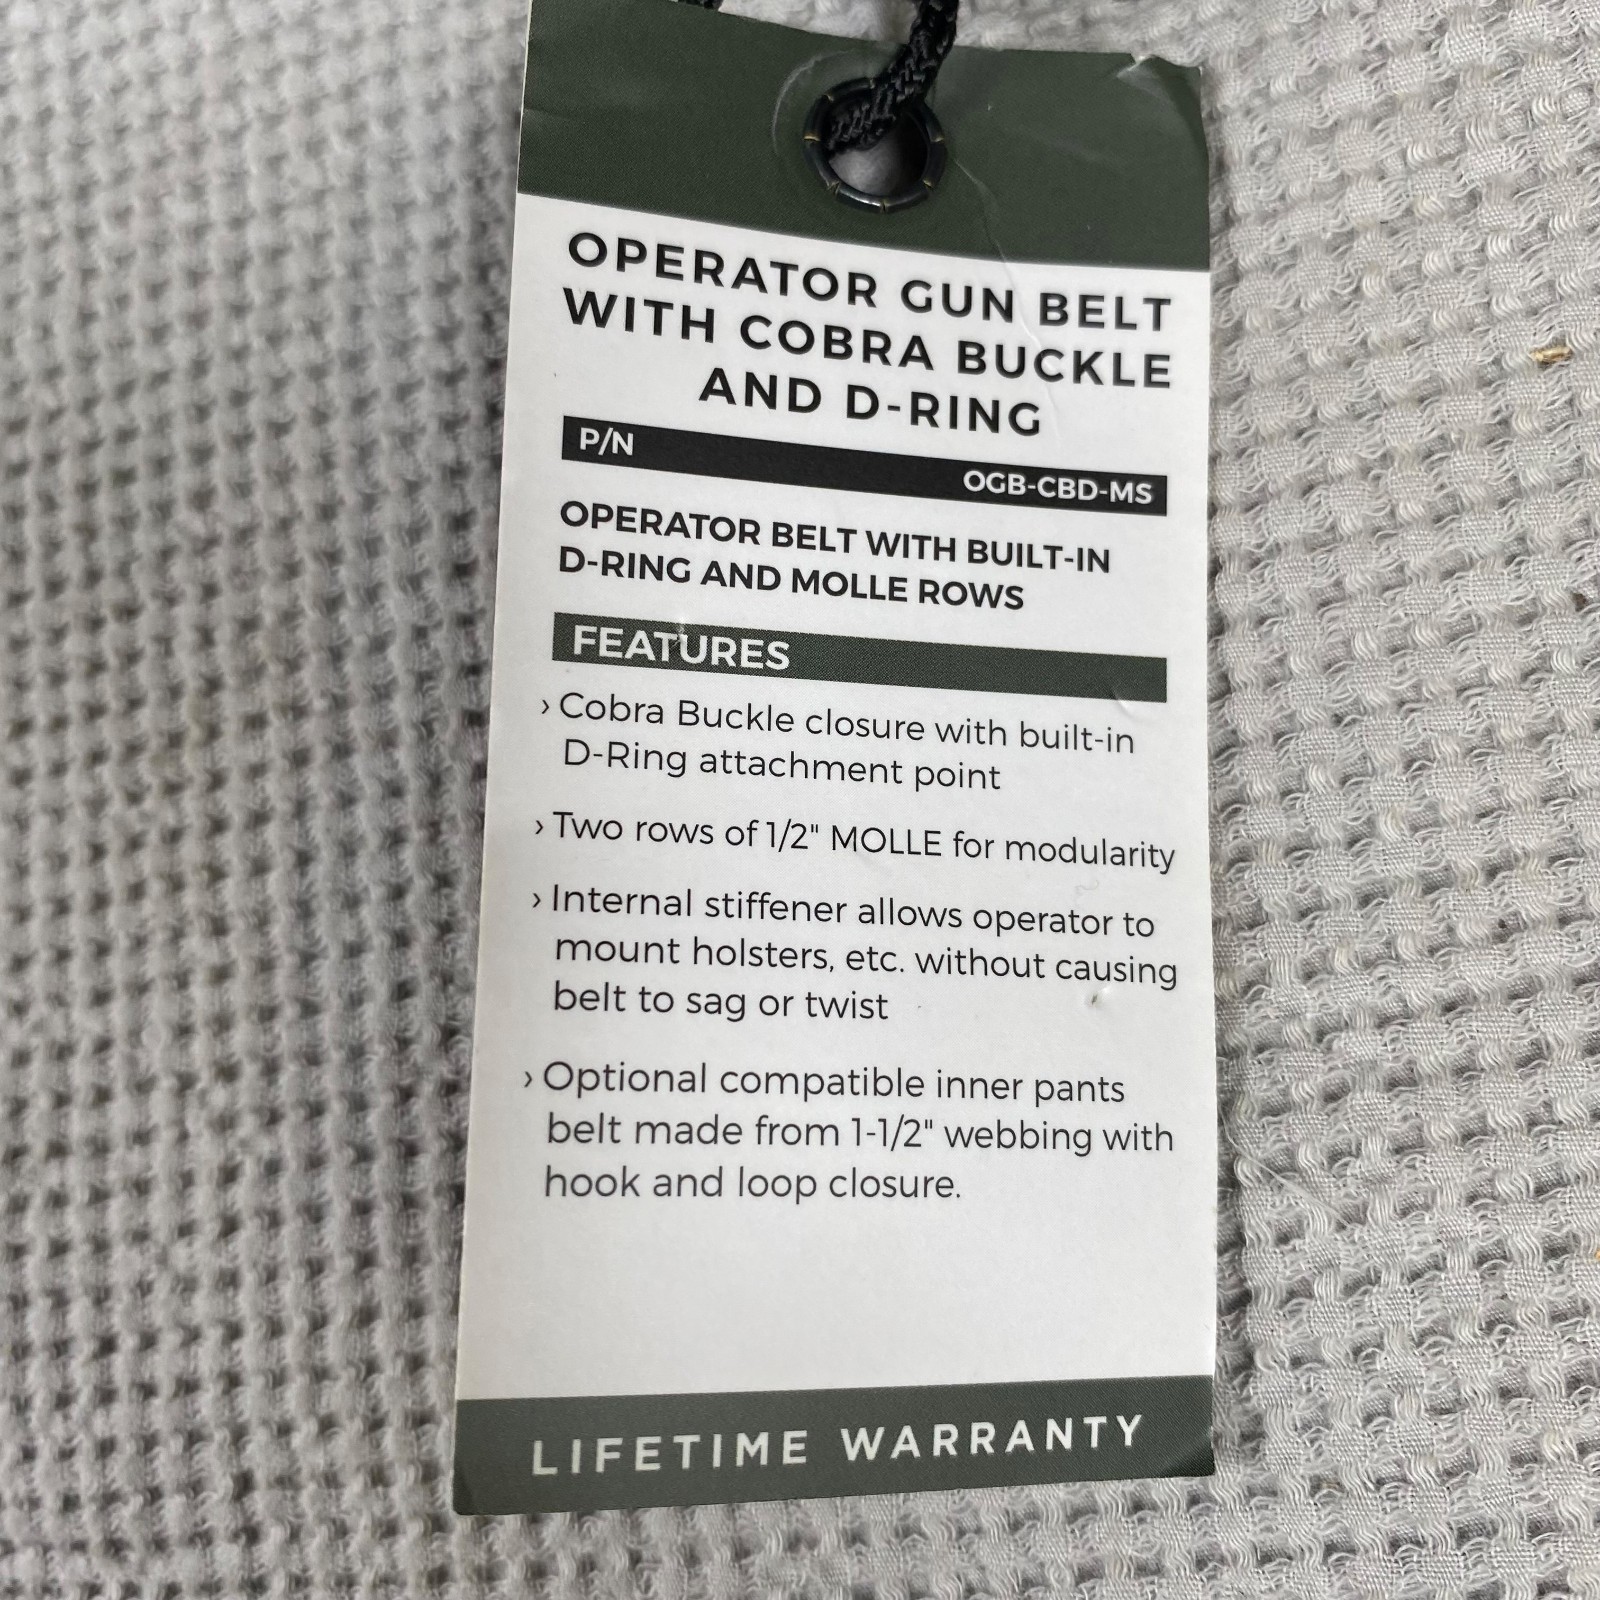 OPERATOR GUN BELT
WITH COBRA BUCKLE
AND D-RING
P/N
OGB-CBD-MS
OPERATOR BELT WITH BUILT-IN
D-RING AND MOLLE ROWS
FEATURES
› Cobra Buckle closure with built-in
D-Ring attachment point
› Two rows of 1/2" MOLLE for modularity
› Internal stiffener allows operator to
mount holsters, etc. without causing
belt to sag or twist
› Optional compatible inner pants
belt made from 1-1/2" webbing with
hook and loop closure.
LIFETIME WARRANTY